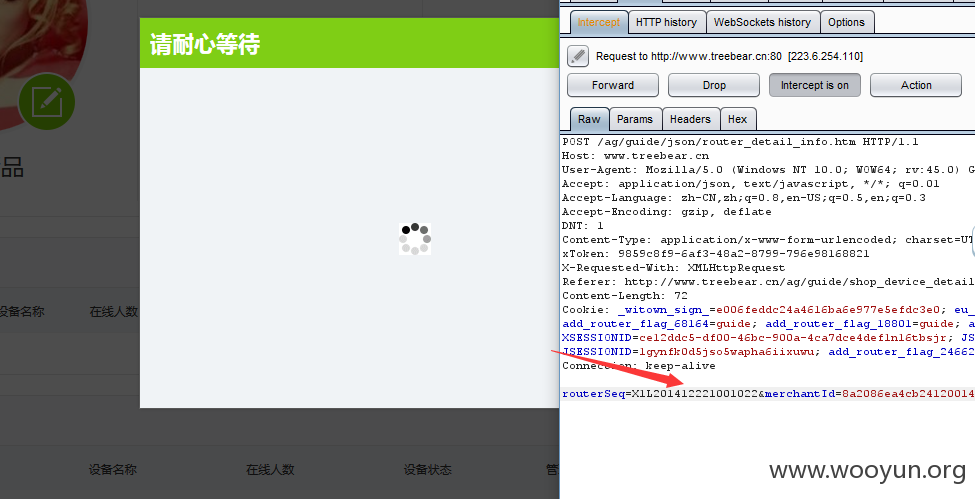 请耐心等待
品
设备名称 在线人数
设备名称 在线人数 设备状态 管
Intercept HTTP history WebSockets history Options
Request to http://www.treebear.cn:80 [223.6.254.110]
Forward Drop Intercept is on Action
Raw Params Headers Hex
POST /ag/guide/json/router_detail_info.htm HTTP/1.1
Host: www.treebear.cn
User-Agent: Mozilla/5.0 (Windows NT 10.0; WOW64; rv:45.0) G
Accept: application/json, text/javascript, */*; q=0.01
Accept-Language: zh-CN,zh;q=0.8,en-US;q=0.5,en;q=0.3
Accept-Encoding: gzip, deflate
DNT: 1
Content-Type: application/x-www-form-urlencoded; charset=UT
xToken: 9859c8f9-6af3-48a2-8799-796e98168821
X-Requested-With: XMLHttpRequest
Referer: http://www.treebear.cn/ag/guide/shop_device_detail
Content-Length: 72
Cookie: _witown_sign_=e006feddc24a4616ba6e977e5efdc3e0; eu_
add_router_flag_68164=guide; add_router_flag_18801=guide; a
XSESSIONID=ce12ddc5-df00-46bc-900a-4ca7dce4defln16tbsjr; JS
JSESSIONID=1gynfk0d5jso5wapha6iixuwu; add_router_flag_24662
Connection: keep-alive
routerSeq=X1L201412221001022&merchantId=8a2086ea4cb24120014
www.wooyun.org